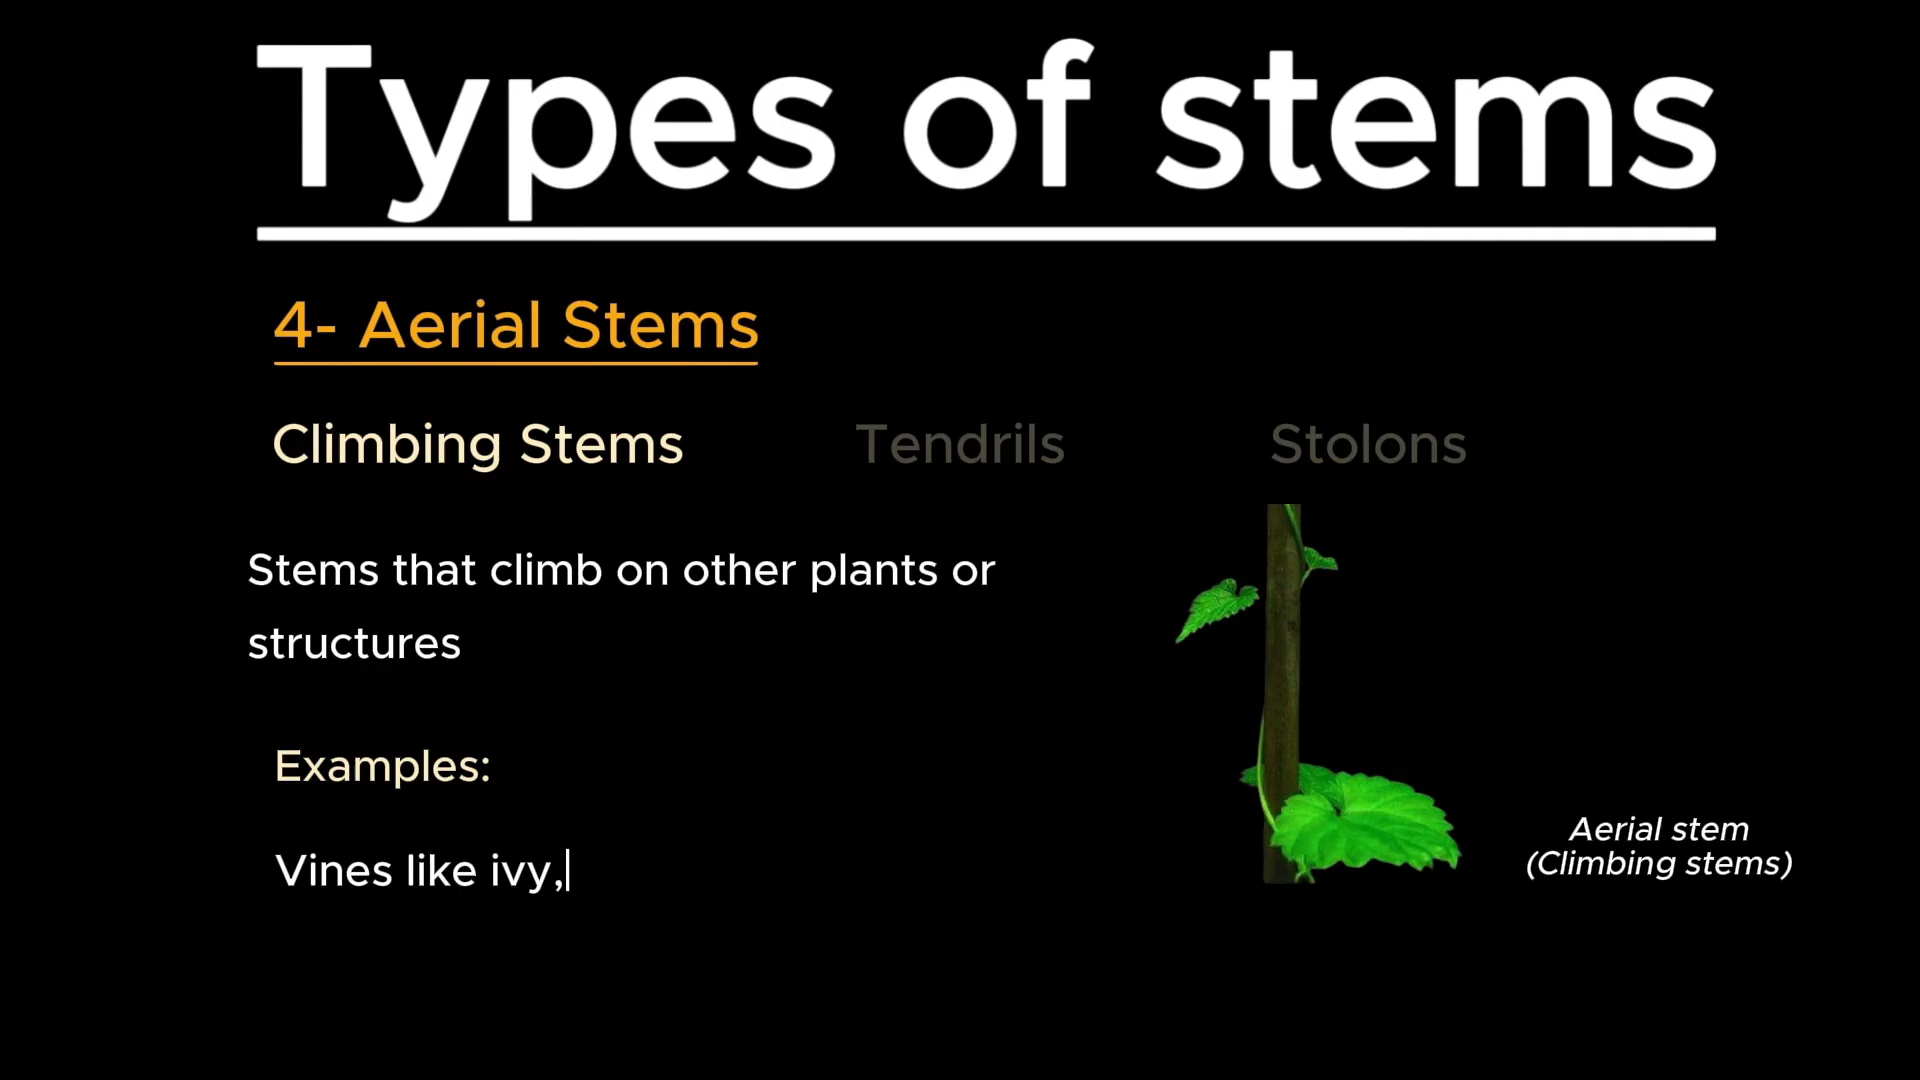 Types of stems
4- Aerial Stems
Climbing Stems
Tendrils
Stolons
Stems that climb on other plants or
structures
Examples:
Vines like ivy,
Aerial stem
(Climbing stems)